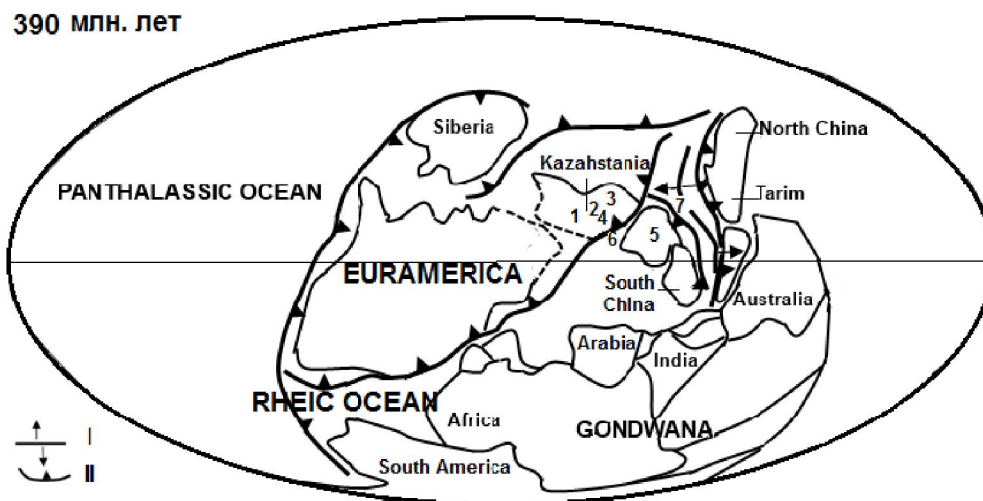 390 млн. лет
Siberia
North China
Kazahstania
PANTHALASSIC OCEAN
3
2
1
4
7
Tarim
6
5
EURAMERICA
South
China
Australia
Arabia
India
RHEIC OCEAN
Africa
GONDWANA
South America
I
II